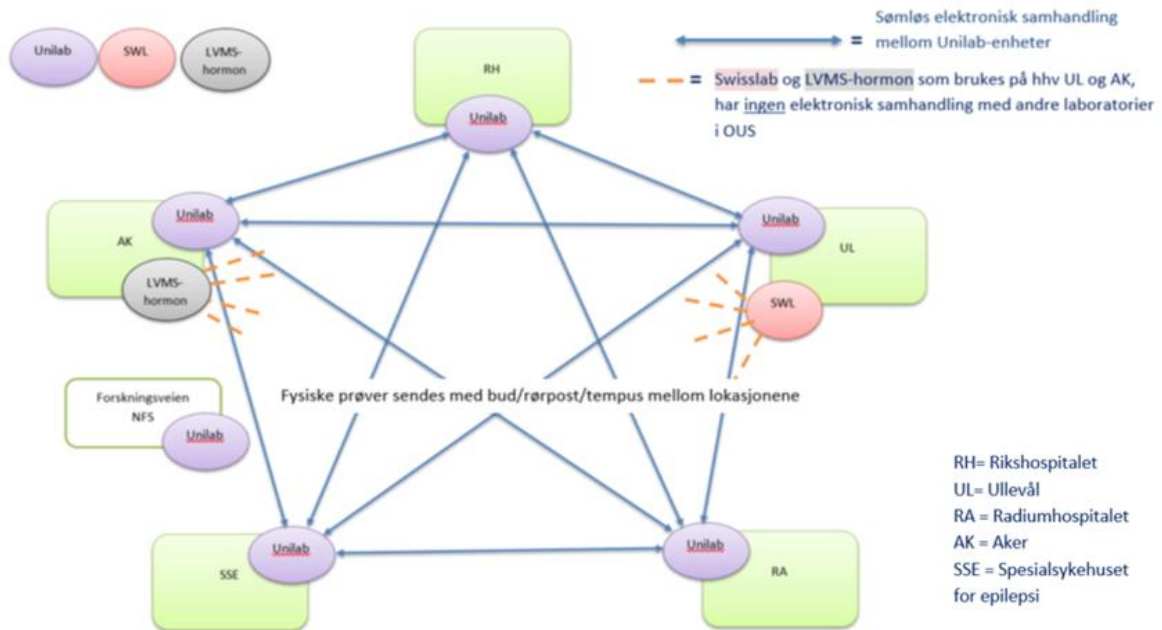 Unilab
SWL
LVMS-
hormon
=
Sømløs elektronisk samhandling
mellom Unilab-enheter
=
Swisslab og LVMS-hormon som brukes på hhv UL og AK,
har ingen elektronisk samhandling med andre laboratorier
i OUS
RH
Unilab
Unilab
AK
LVMS-
hormon
Unilab
UL
SWL
Forskningsveien
NFS
Unilab
Fysiske prøver sendes med bud/rørpost/tempus mellom lokasjonene
Unilab
SSE
Unilab
RA
RH= Rikshospitalet
UL= Ullevål
RA = Radiumhospitalet
AK = Aker
SSE = Spesialsykehuset
for epilepsi